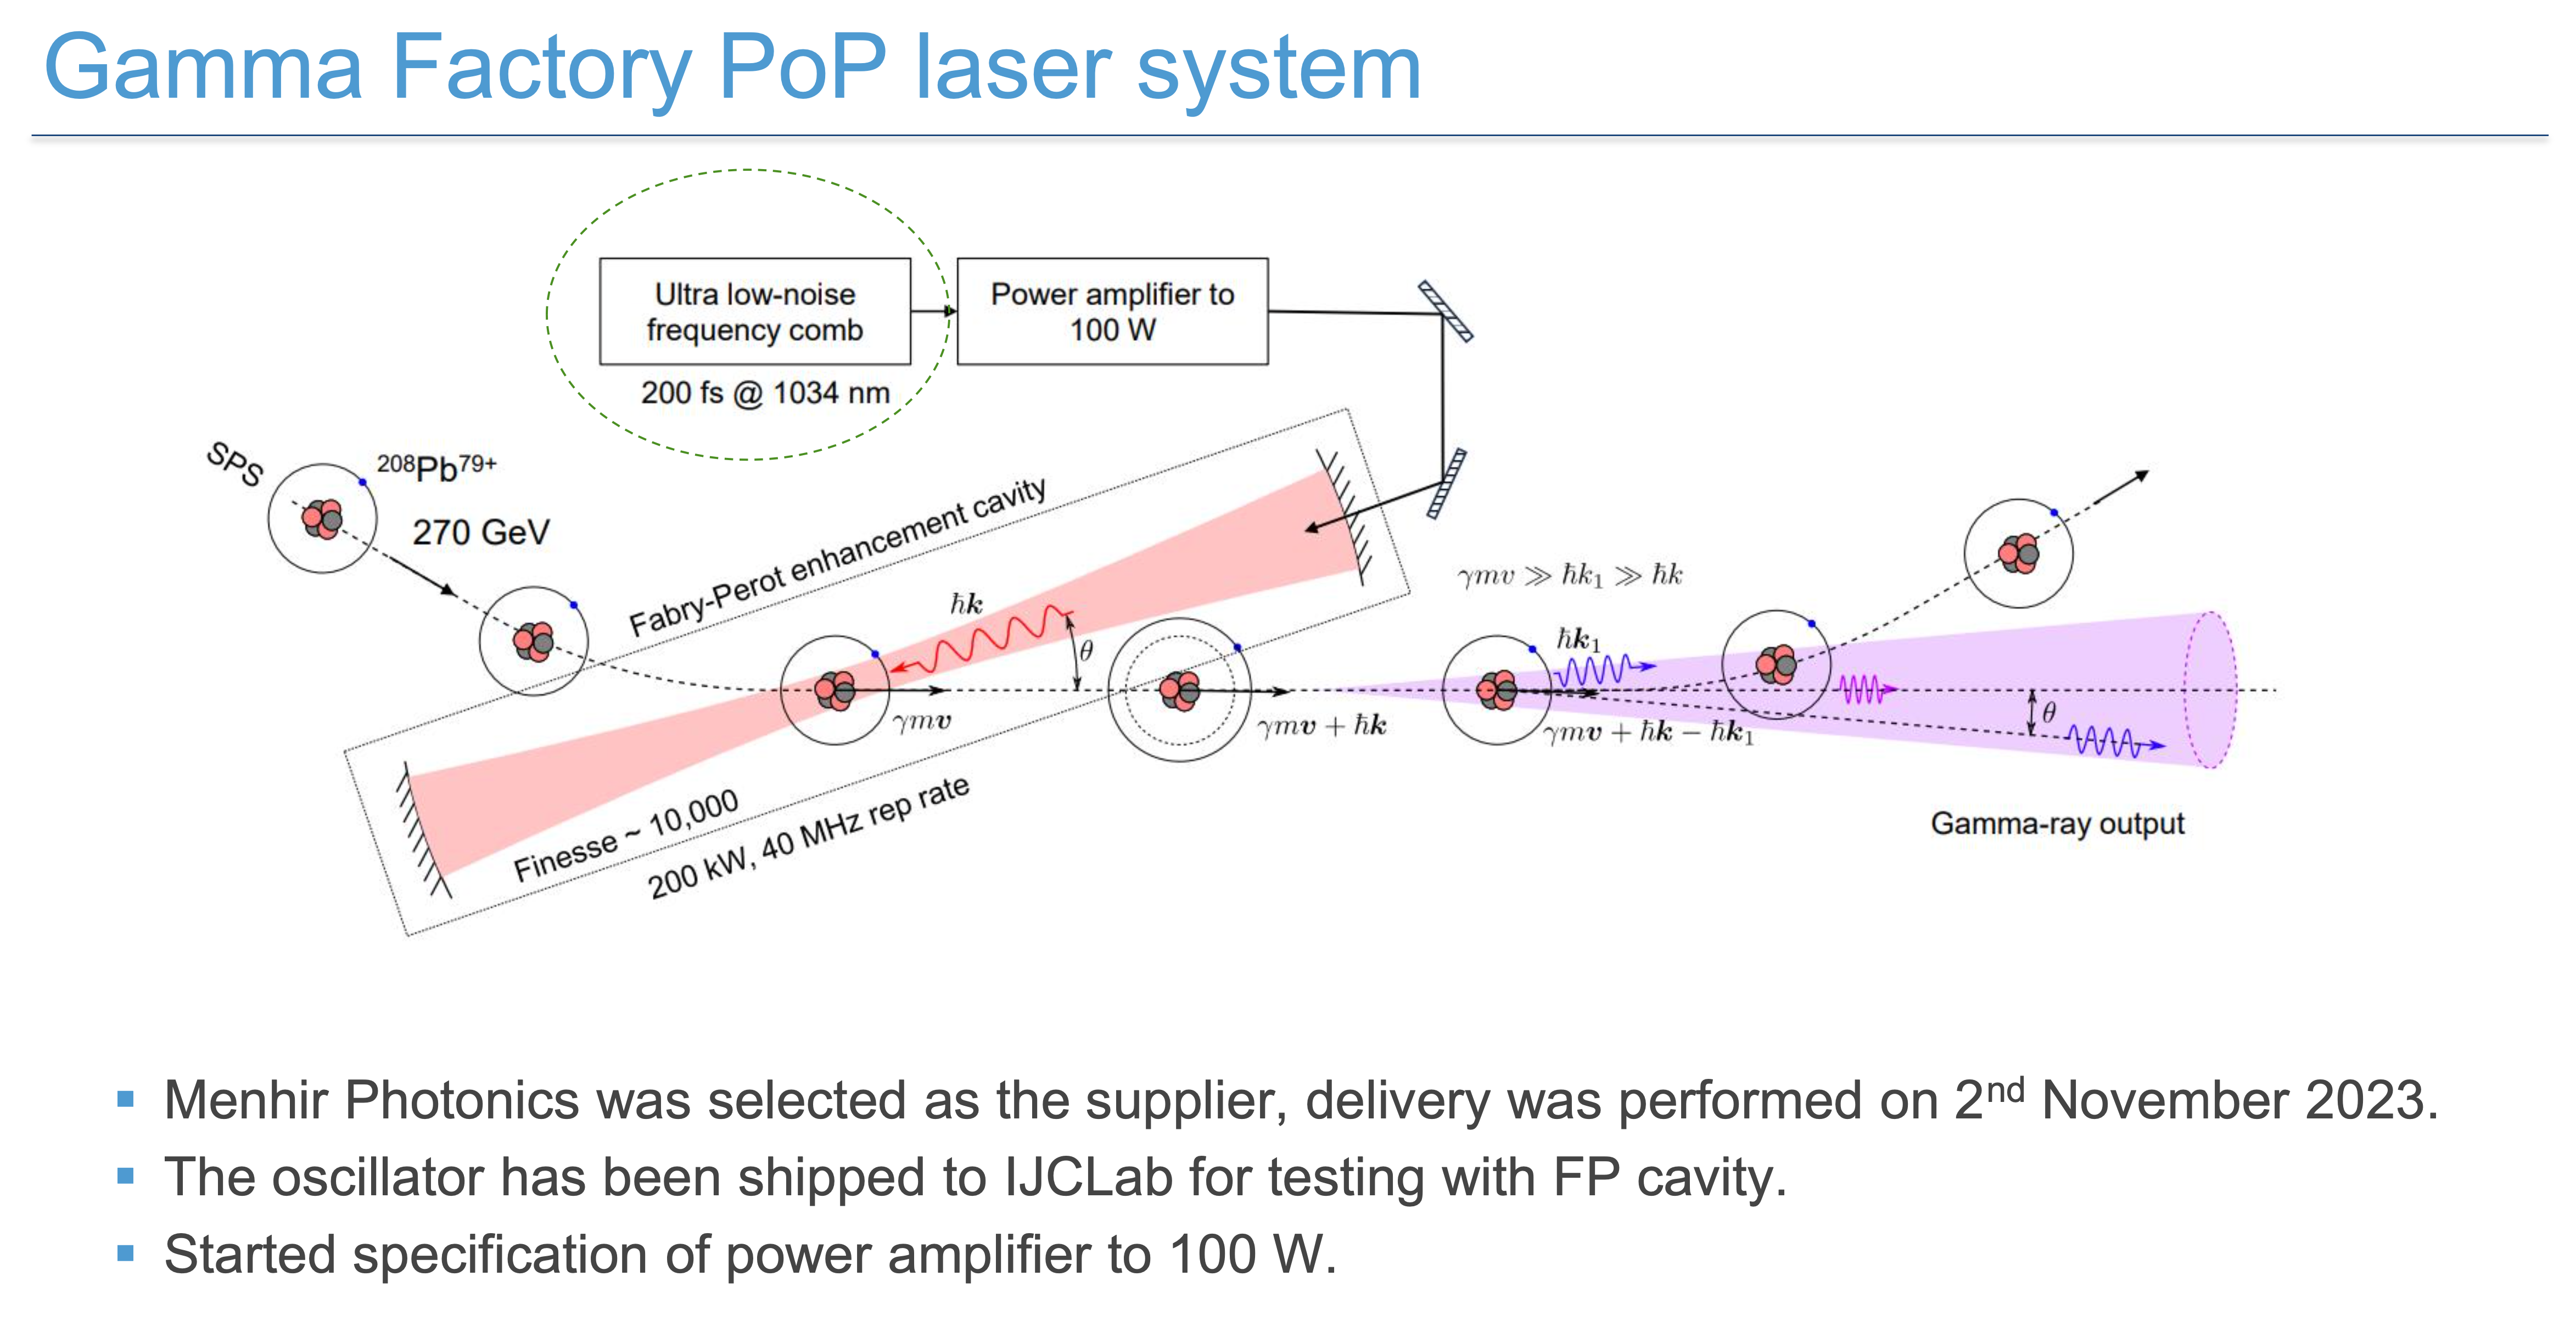 Gamma Factory PoP laser system
Ultra low-noise
frequency comb
Power amplifier to
100 W
200 fs @ 1034 nm
SPS
²⁰⁸Pb⁷⁹⁺
270 GeV
Fabry-Perot enhancement cavity
ħk
θ
γmv ≫ ħk₁ ≫ ħk
ħk₁
γmv
γmv + ħk
γmv + ħk − ħk₁
θ
Finesse ~ 10,000
200 kW, 40 MHz rep rate
Gamma-ray output
▪ Menhir Photonics was selected as the supplier, delivery was performed on 2ⁿᵈ November 2023.
▪ The oscillator has been shipped to IJCLab for testing with FP cavity.
▪ Started specification of power amplifier to 100 W.